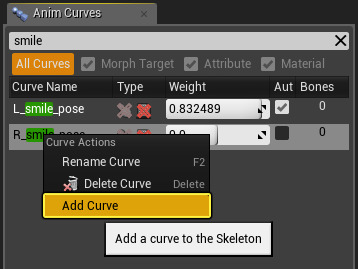 Anim Curves
smile
All Curves Morph Target Attribute Material
Curve Name Type Weight Aut Bones
L_smile_pose 0.832489 0
R_smile_pose 0.0 0
Curve Actions
Rename Curve F2
Delete Curve Delete
Add Curve
Add a curve to the Skeleton